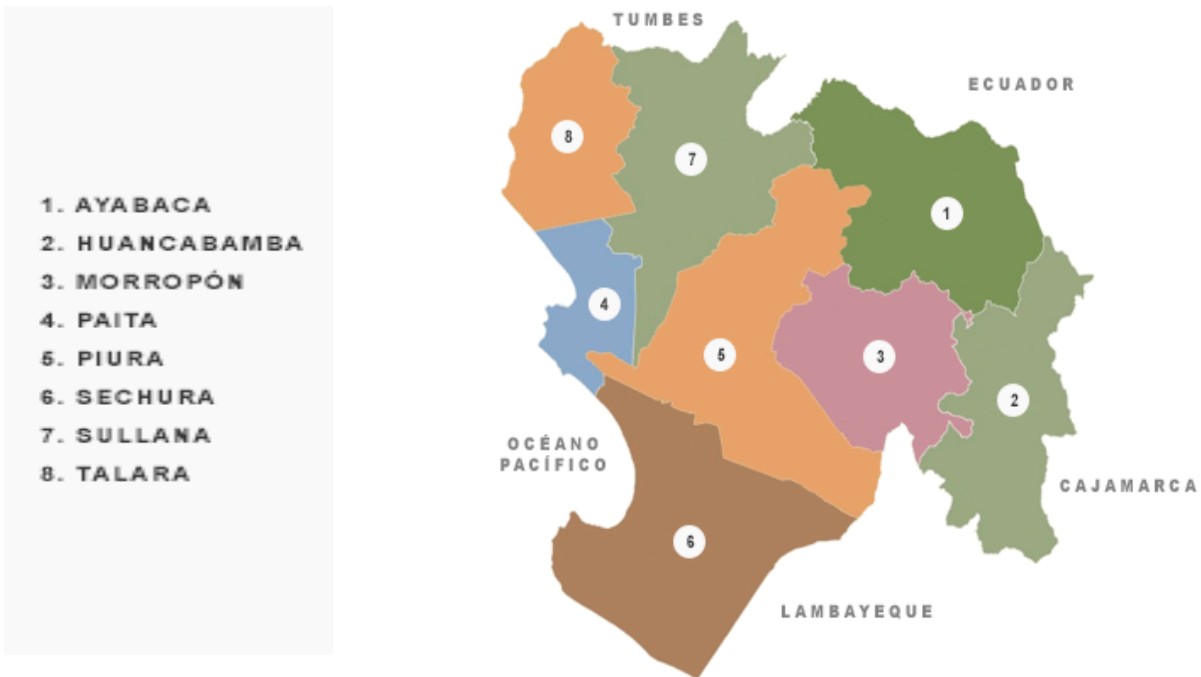 1. AYABACA
2. HUANCABAMBA
3. MORROPÓN
4. PAITA
5. PIURA
6. SECHURA
7. SULLANA
8. TALARA
TUMBES
ECUADOR
8
7
1
4
5
3
2
OCÉANO
PACÍFICO
CAJAMARCA
6
LAMBAYEQUE